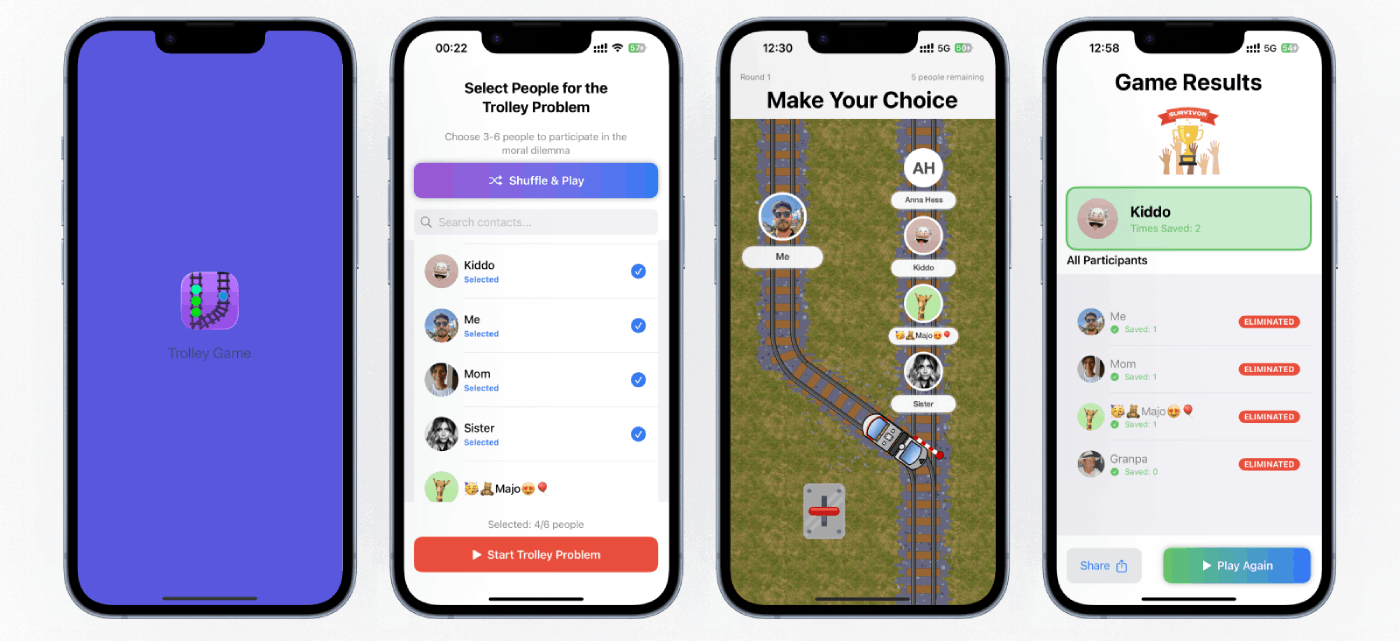 Trolley Game
00:22
57
Select People for the
Trolley Problem
Choose 3-6 people to participate in the
moral dilemma
Shuffle & Play
Search contacts...
Kiddo
Selected
Me
Selected
Mom
Selected
Sister
Selected
🥳🧸Majo😍🎈
Selected: 4/6 people
Start Trolley Problem
12:30
5G
Round 1
5 people remaining
Make Your Choice
AH
Anna Hess
Me
Kiddo
🥳🧸Majo😍🎈
Sister
12:58
5G
Game Results
SURVIVOR
Kiddo
Times Saved: 2
All Participants
Me
Saved: 1
ELIMINATED
Mom
Saved: 1
ELIMINATED
🥳🧸Majo😍🎈
Saved: 1
ELIMINATED
Granpa
Saved: 0
ELIMINATED
Share
Play Again